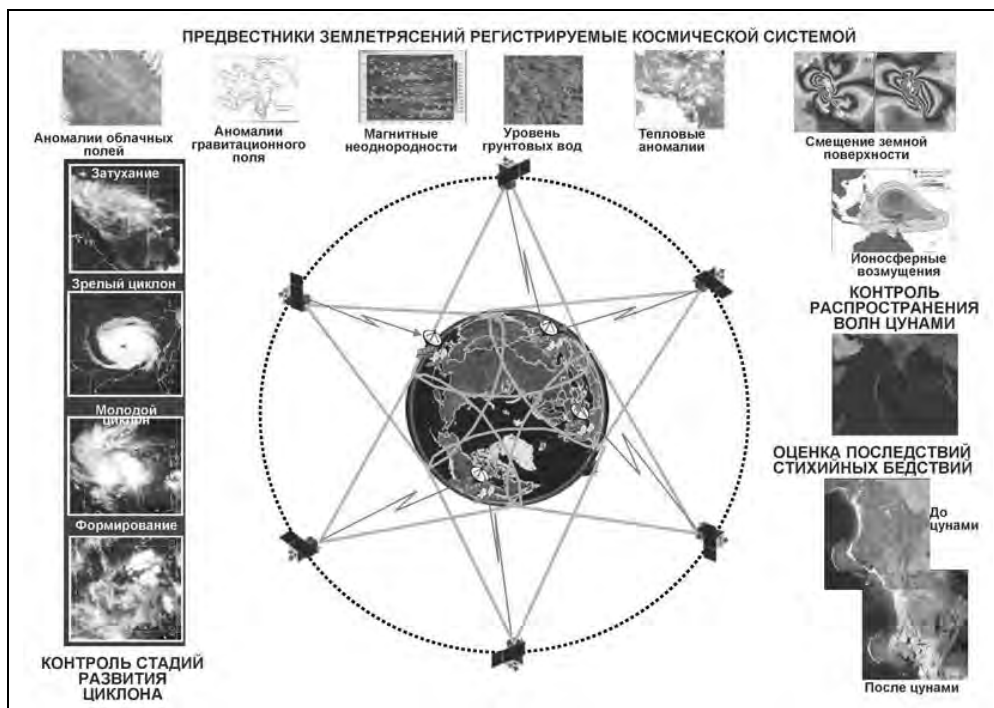 ПРЕДВЕСТНИКИ ЗЕМЛЕТРЯСЕНИЙ РЕГИСТРИРУЕМЫЕ КОСМИЧЕСКОЙ СИСТЕМОЙ
Аномалии облачных
полей
Аномалии
гравитационного
поля
Магнитные
неоднородности
Уровень
грунтовых вод
Тепловые
аномалии
Смещение земной
поверхности
Ионосферные
возмущения
Затухание
Зрелый циклон
Молодой
циклон
Формирование
КОНТРОЛЬ СТАДИЙ
РАЗВИТИЯ
ЦИКЛОНА
КОНТРОЛЬ
РАСПРОСТРАНЕНИЯ
ВОЛН ЦУНАМИ
ОЦЕНКА ПОСЛЕДСТВИЙ
СТИХИЙНЫХ БЕДСТВИЙ
До
цунами
После цунами